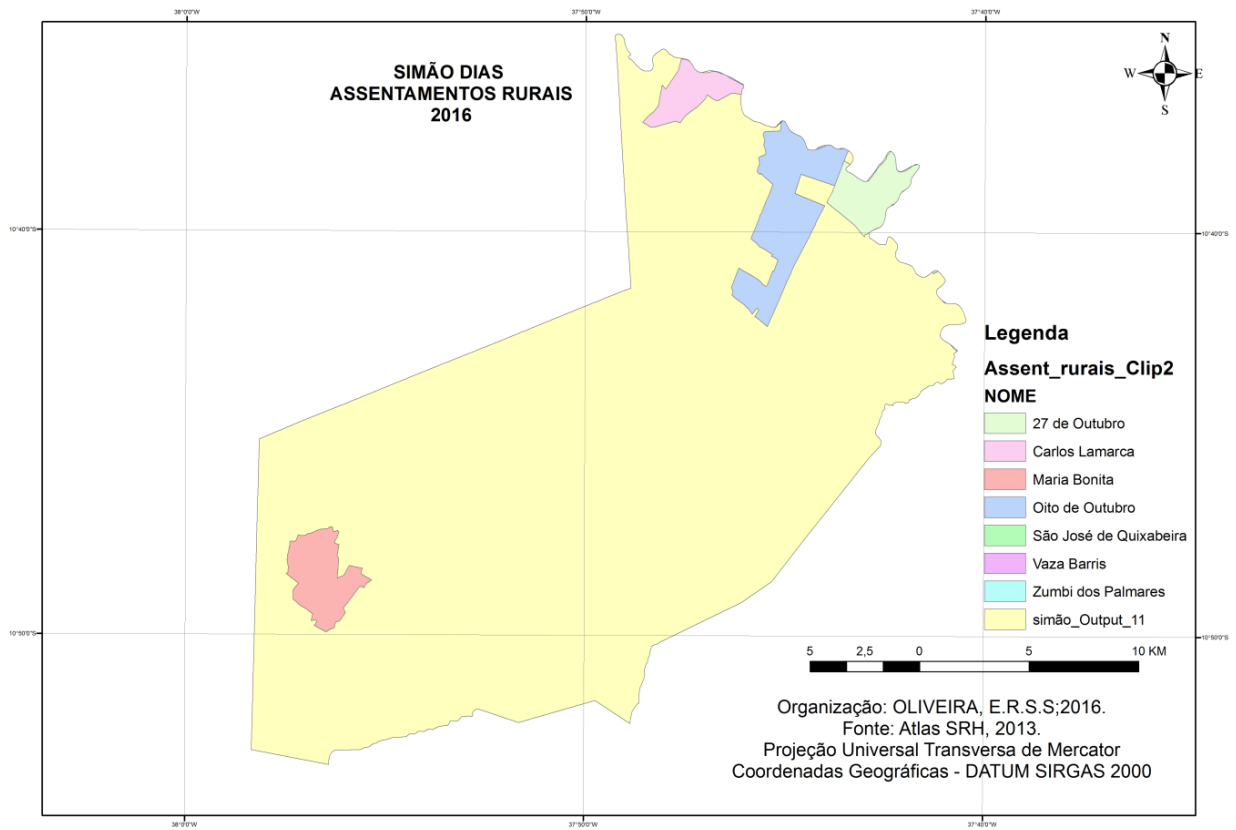 38°0'0"W
37°50'0"W
37°40'0"W
SIMÃO DIAS
ASSENTAMENTOS RURAIS
2016
N
W
E
S
10°40'0"S
10°40'0"S
Legenda
Assent_rurais_Clip2
NOME
27 de Outubro
Carlos Lamarca
Maria Bonita
Oito de Outubro
São José de Quixabeira
Vaza Barris
Zumbi dos Palmares
simão_Output_11
10°50'0"S
10°50'0"S
5 2,5 0 5 10 KM
Organização: OLIVEIRA, E.R.S.S;2016.
Fonte: Atlas SRH, 2013.
Projeção Universal Transversa de Mercator
Coordenadas Geográficas - DATUM SIRGAS 2000
38°0'0"W
37°50'0"W
37°40'0"W